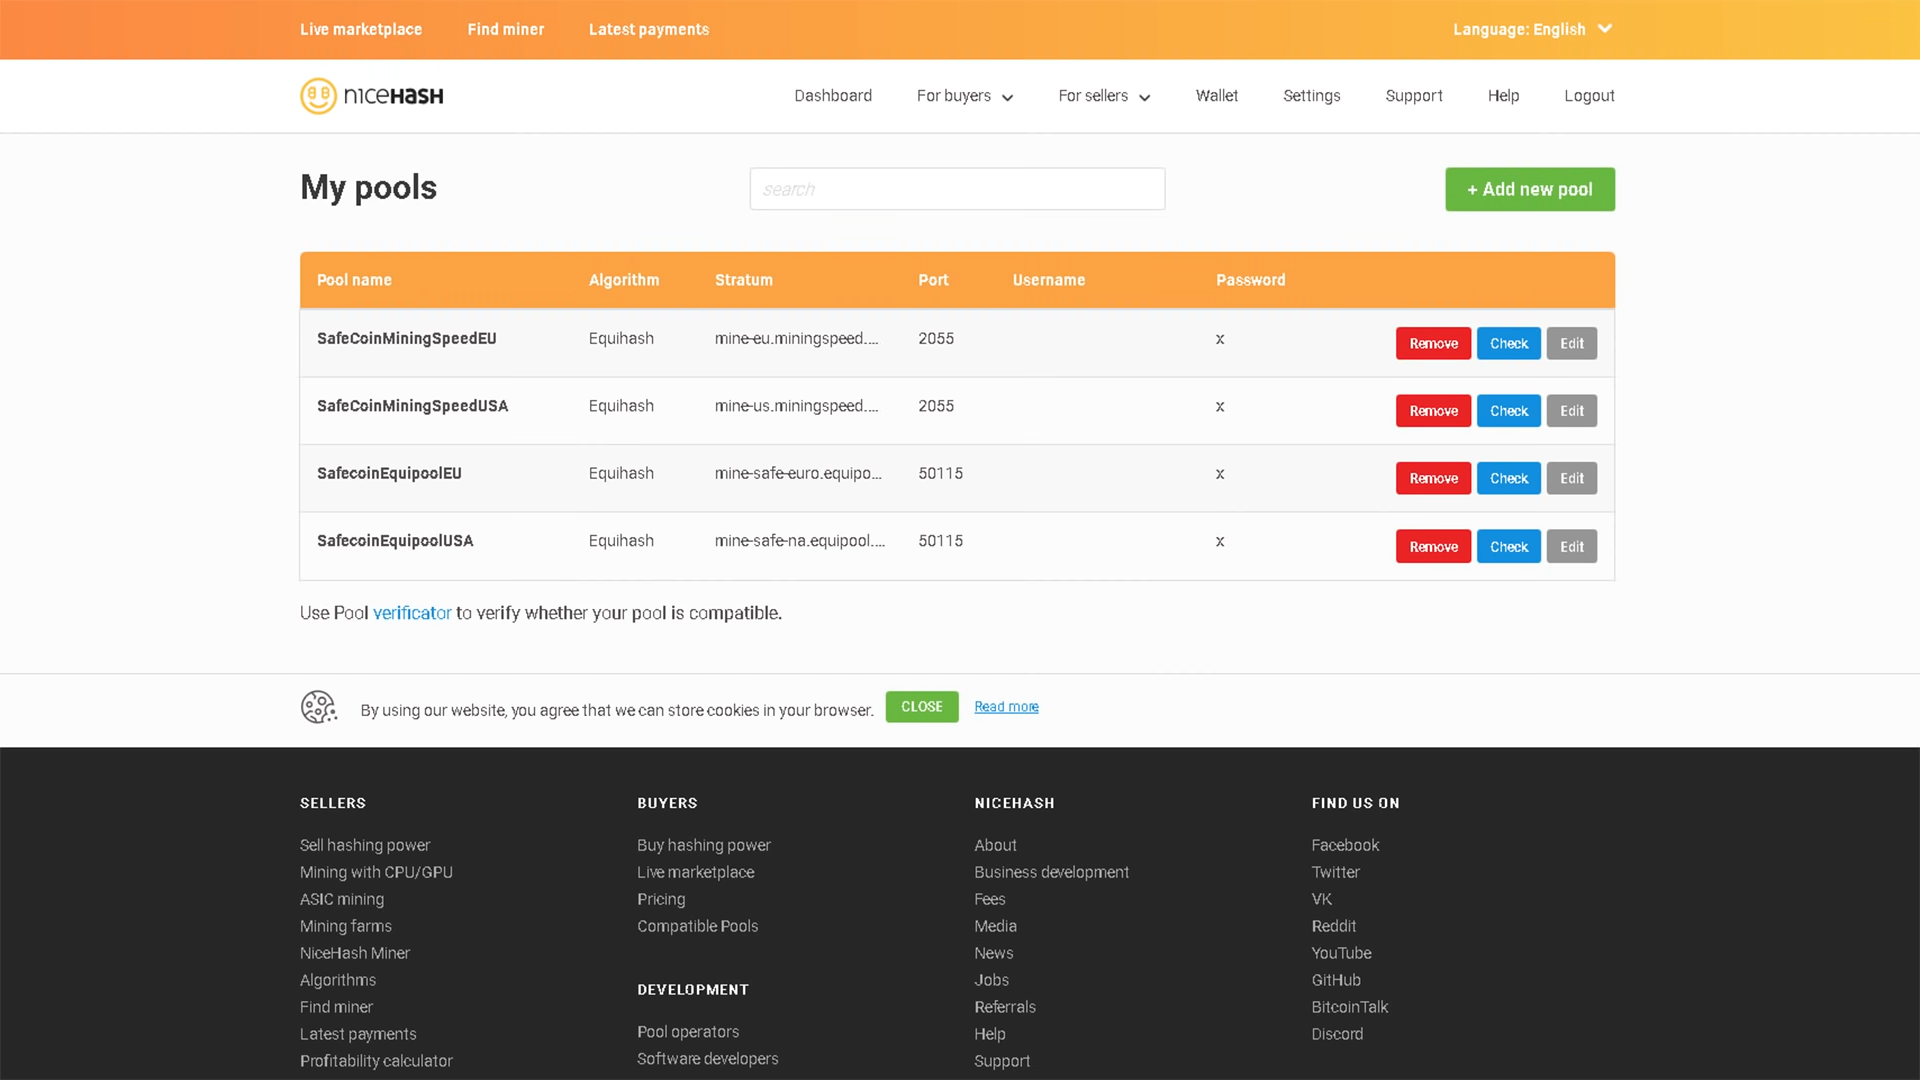 Live marketplace Find miner Latest payments Language: English
nıceHasH Dashboard For buyers For sellers Wallet Settings Support Help Logout
My pools search + Add new pool
Pool name Algorithm Stratum Port Username Password
SafeCoinMiningSpeedEU Equihash mine-eu.miningspeed.... 2055 x Remove Check Edit
SafeCoinMiningSpeedUSA Equihash mine-us.miningspeed.... 2055 x Remove Check Edit
SafecoinEquipoolEU Equihash mine-safe-euro.equipo... 50115 x Remove Check Edit
SafecoinEquipoolUSA Equihash mine-safe-na.equipool.... 50115 x Remove Check Edit
Use Pool verificator to verify whether your pool is compatible.
By using our website, you agree that we can store cookies in your browser. CLOSE Read more
SELLERS
Sell hashing power
Mining with CPU/GPU
ASIC mining
Mining farms
NiceHash Miner
Algorithms
Find miner
Latest payments
Profitability calculator
BUYERS
Buy hashing power
Live marketplace
Pricing
Compatible Pools
DEVELOPMENT
Pool operators
Software developers
NICEHASH
About
Business development
Fees
Media
News
Jobs
Referrals
Help
Support
FIND US ON
Facebook
Twitter
VK
Reddit
YouTube
GitHub
BitcoinTalk
Discord